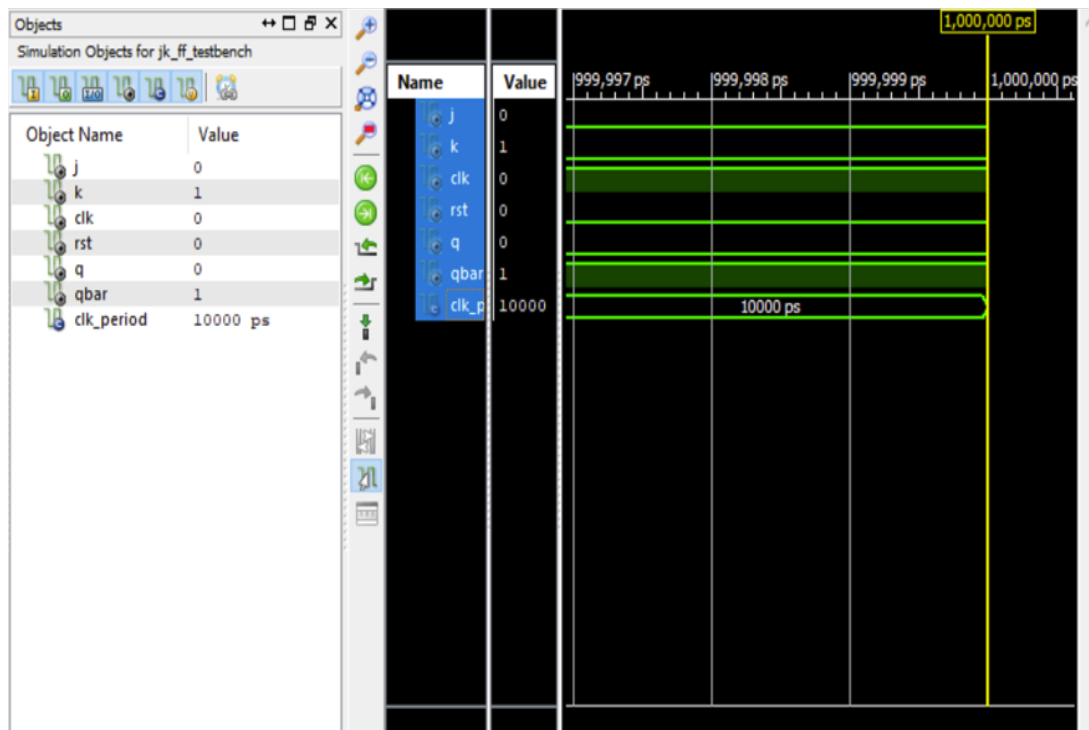 Objects
Simulation Objects for jk_ff_testbench
Object Name Value
j 0
k 1
clk 0
rst 0
q 0
qbar 1
clk_period 10000 ps
1,000,000 ps
Name Value
999,997 ps 999,998 ps 999,999 ps 1,000,000 ps
j 0
k 1
clk 0
rst 0
q 0
qbar 1
clk_p 10000
10000 ps